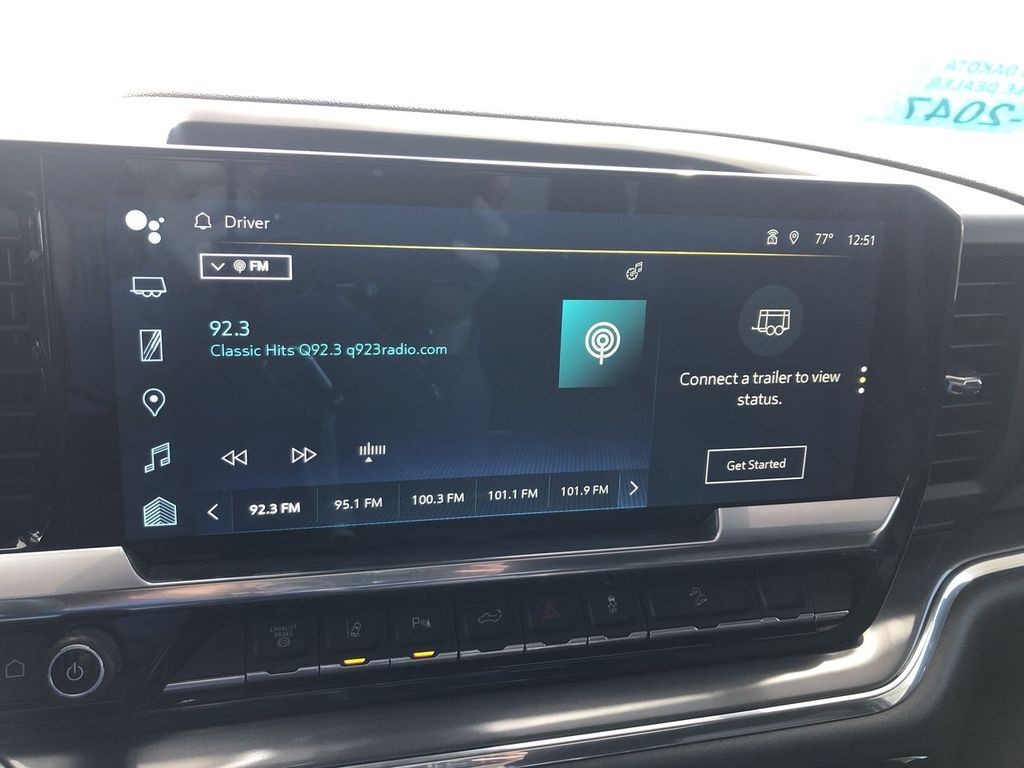 DAKOTA
DEALER
-2047
Driver
77° 12:51
FM
92.3
Classic Hits Q92.3 q923radio.com
Connect a trailer to view
status.
Get Started
92.3 FM 95.1 FM 100.3 FM 101.1 FM 101.9 FM
EXHAUST
BRAKE
P